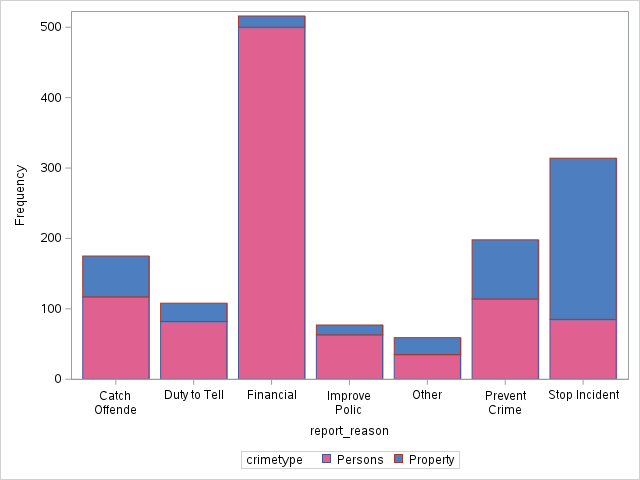 500
400
300
200
100
0
Frequency
Catch
Offende
Duty to Tell
Financial
Improve
Polic
Other
Prevent
Crime
Stop Incident
report_reason
crimetype Persons Property